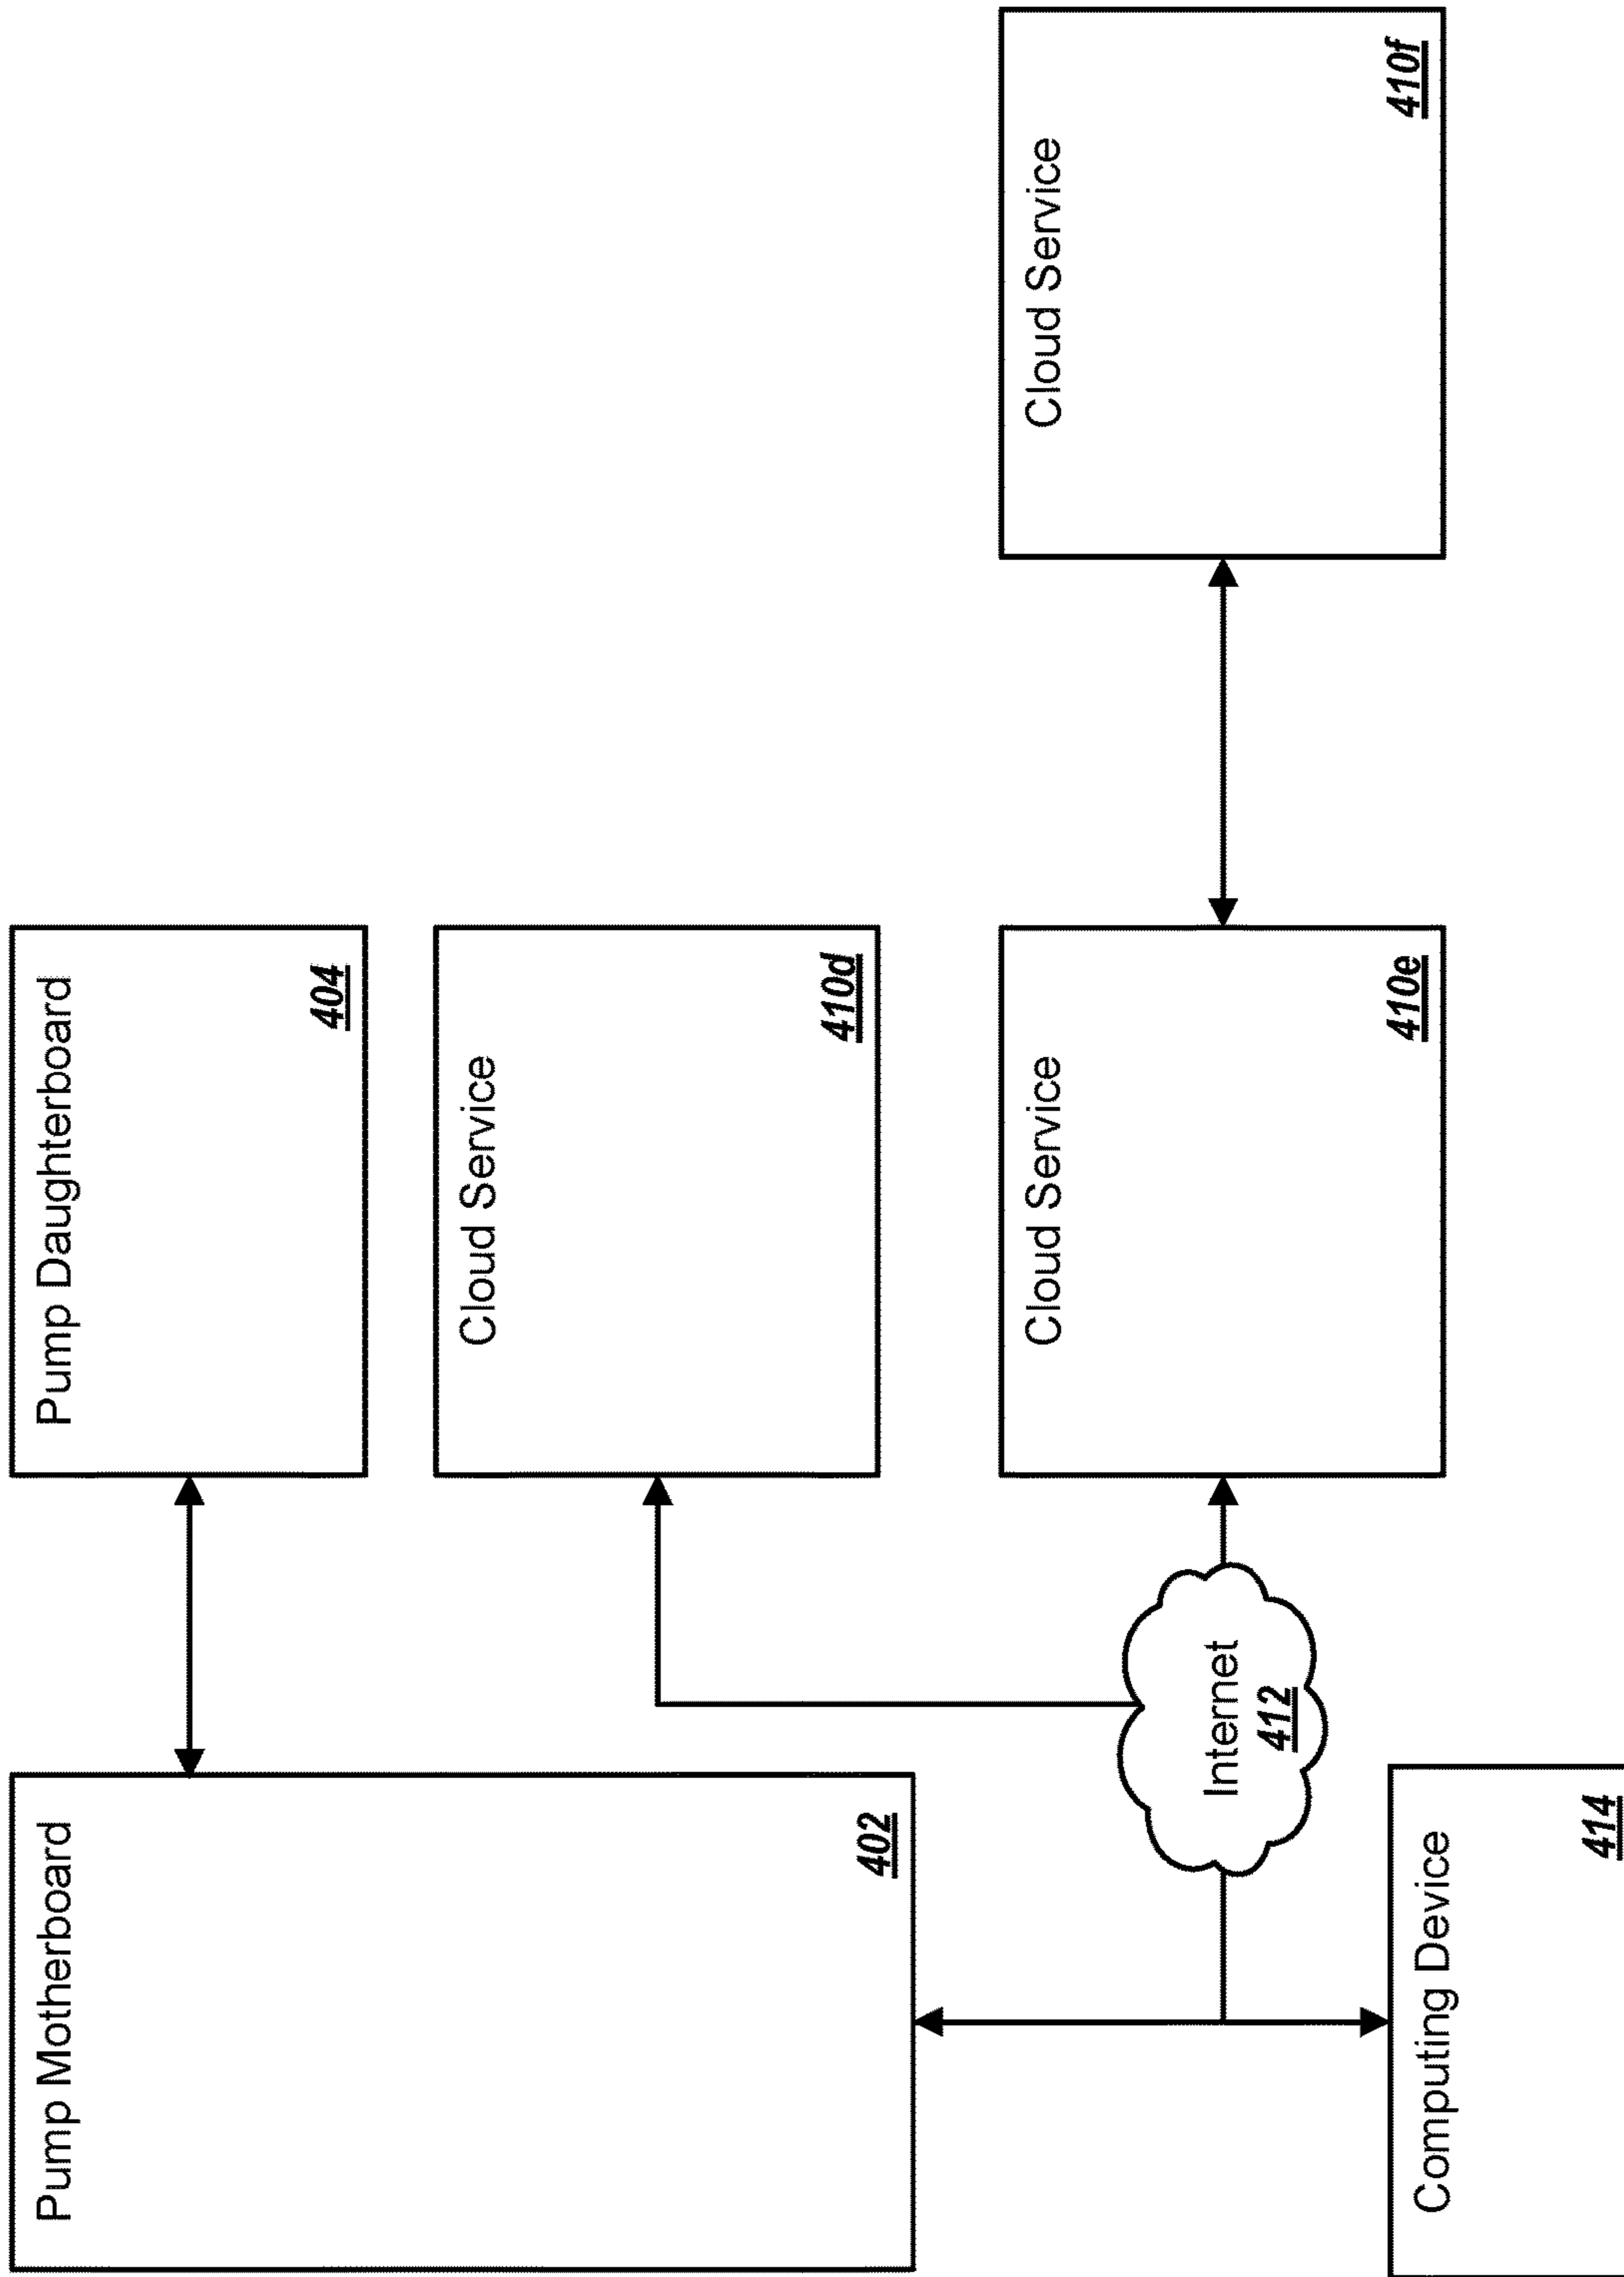 Pump Motherboard
402
Pump Daughterboard
404
Cloud Service
410d
Internet
412
Cloud Service
410e
Cloud Service
410f
Computing Device
414